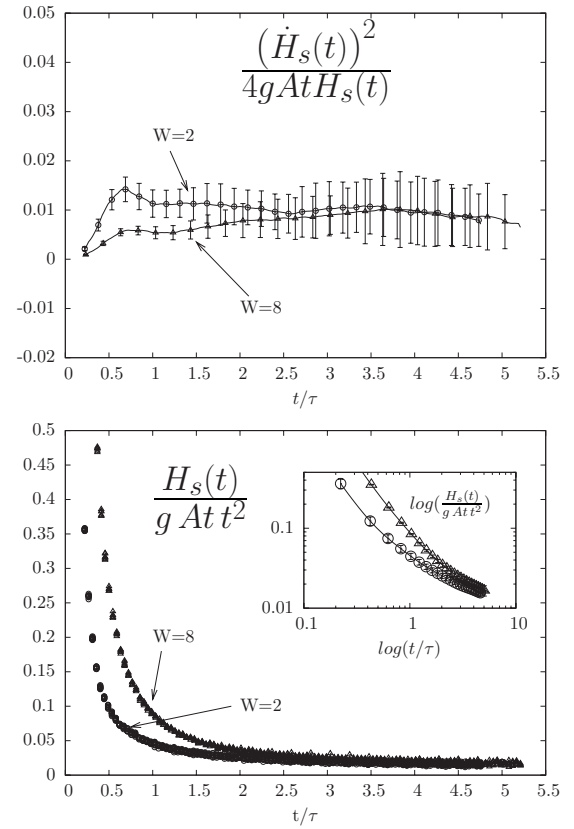 0.05
0.04
0.03
0.02
0.01
0
-0.01
-0.02
(Ḣ_s(t))^2
4gAtH_s(t)
W=2
W=8
0 0.5 1 1.5 2 2.5 3 3.5 4 4.5 5 5.5
t/τ
0.5
0.45
0.4
0.35
0.3
0.25
0.2
0.15
0.1
0.05
0
H_s(t)
g At t^2
W=8
W=2
log(H_s(t)/g At t^2)
0.1
0.01
0.1 1 10
log(t/τ)
0 0.5 1 1.5 2 2.5 3 3.5 4 4.5 5 5.5
t/τ